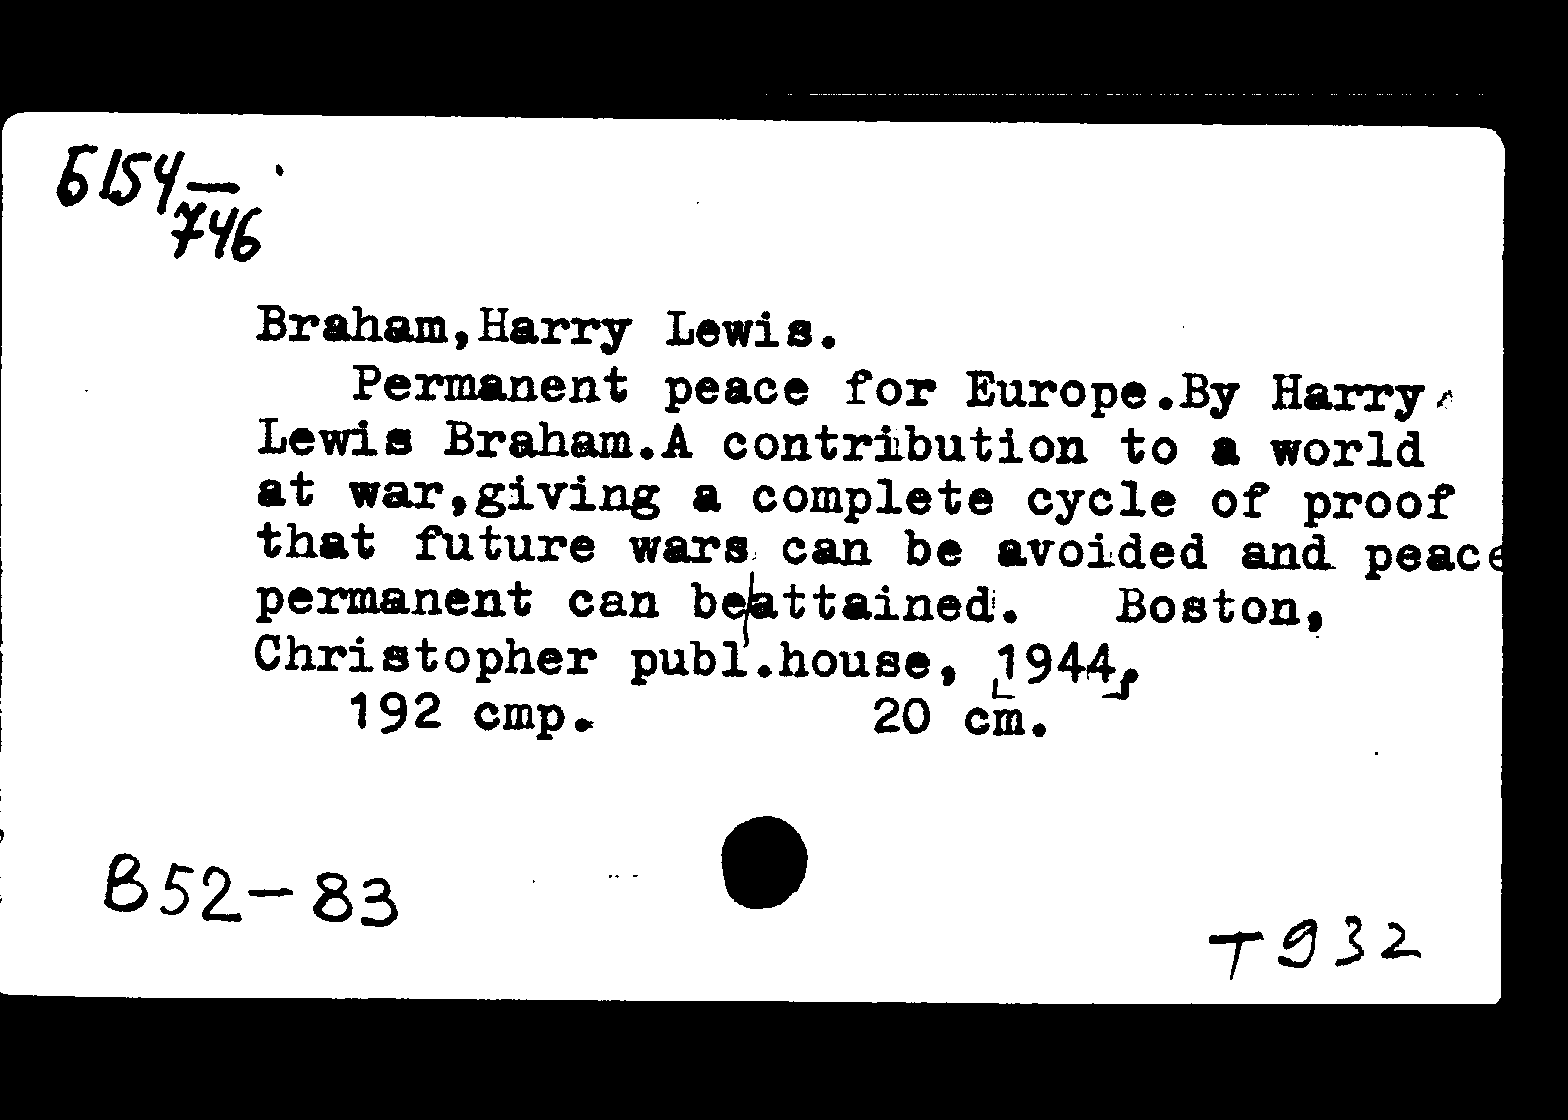 Б154—
746
Braham,Harry Lewis.
Permanent peace for Europe.By Harry
Lewis Braham.A contribution to a world
at war,giving a complete cycle of proof
that future wars can be avoided and peace
permanent can be|attained. Boston,
Christopher publ.house, [1944],
192 cmp. 20 cm.
B52-83
T932